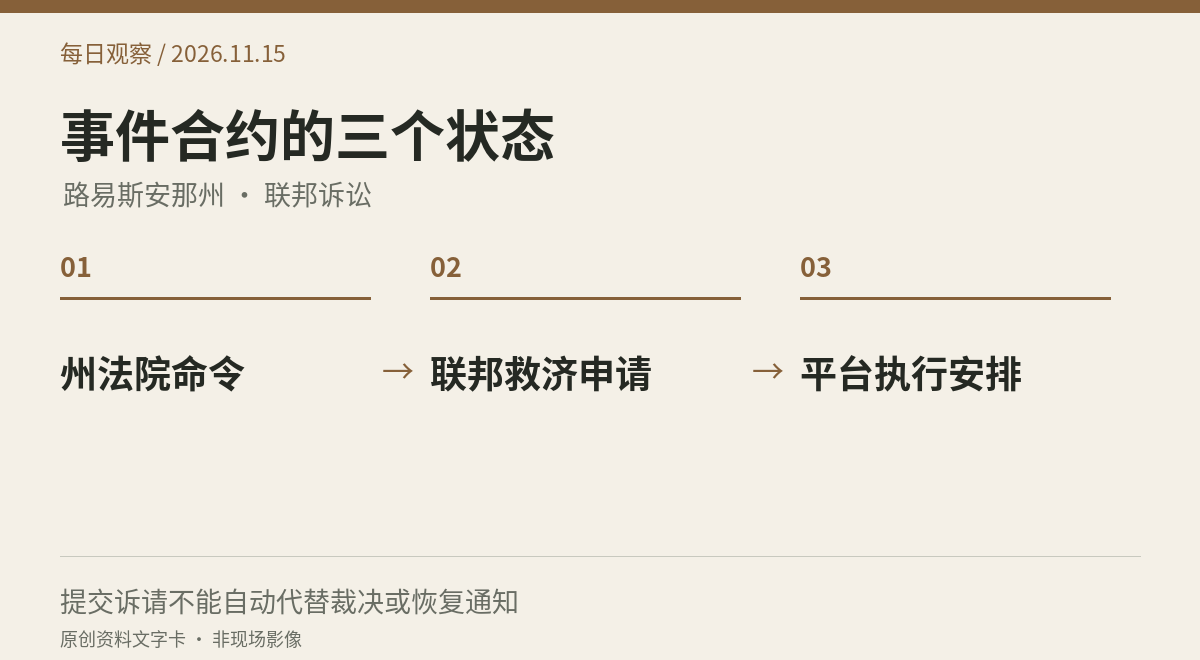 每日观察 / 2026.11.15
事件合约的三个状态
路易斯安那州 · 联邦诉讼
01
02
03
州法院命令 → 联邦救济申请 → 平台执行安排
提交诉请不能自动代替裁决或恢复通知
原创资料文字卡 · 非现场影像